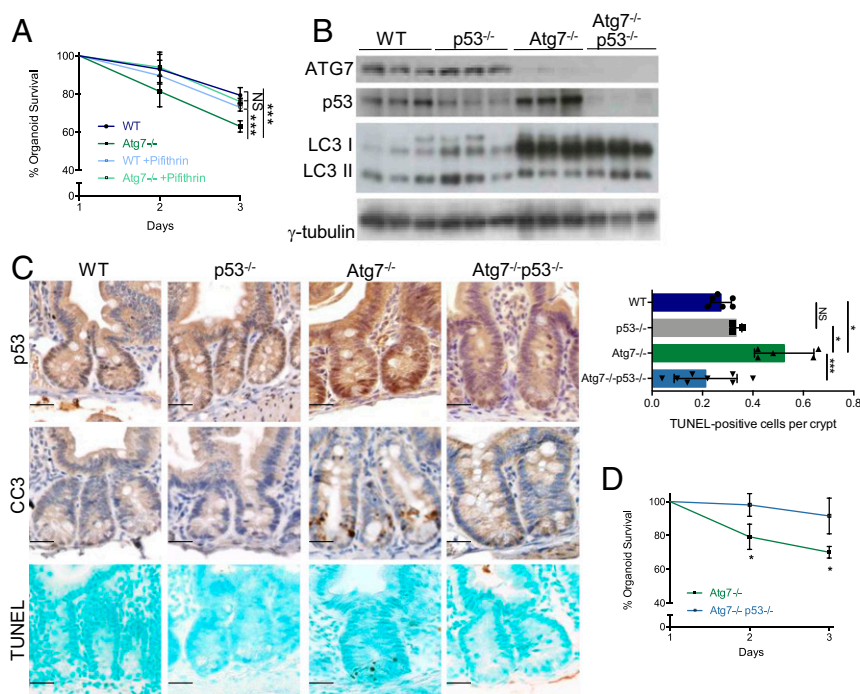 A
% Organoid Survival
100
80
60
40
0
1
2
3
Days
WT
Atg7-/-
WT +Pifithrin
Atg7-/- +Pifithrin
NS
***
***
B
WT
p53-/-
Atg7-/-
Atg7-/-
p53-/-
ATG7
p53
LC3 I
LC3 II
γ-tubulin
C
WT
p53-/-
Atg7-/-
Atg7-/-p53-/-
p53
CC3
TUNEL
WT
p53-/-
Atg7-/-
Atg7-/-p53-/-
NS
*
*
***
0.0
0.2
0.4
0.6
0.8
TUNEL-positive cells per crypt
D
% Organoid Survival
100
80
60
40
0
1
2
3
Days
*
*
Atg7-/-
Atg7-/- p53-/-